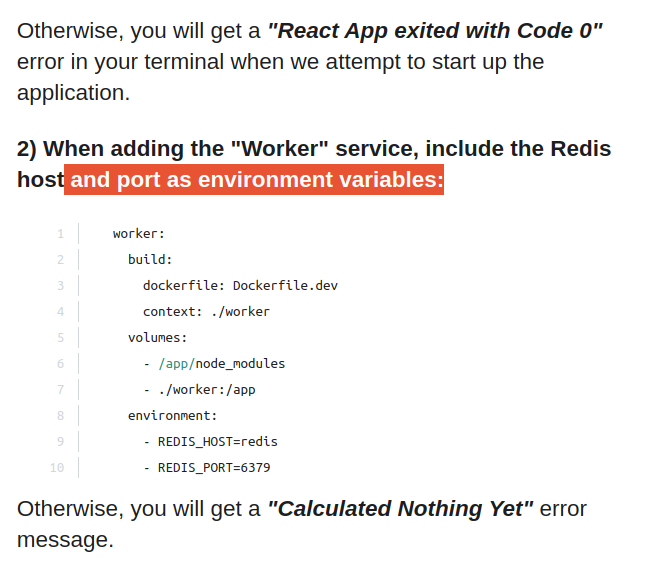 Otherwise, you will get a "React App exited with Code 0"
error in your terminal when we attempt to start up the
application.
2) When adding the "Worker" service, include the Redis
host and port as environment variables:
1 worker:
2 build:
3 dockerfile: Dockerfile.dev
4 context: ./worker
5 volumes:
6 - /app/node_modules
7 - ./worker:/app
8 environment:
9 - REDIS_HOST=redis
10 - REDIS_PORT=6379
Otherwise, you will get a "Calculated Nothing Yet" error
message.